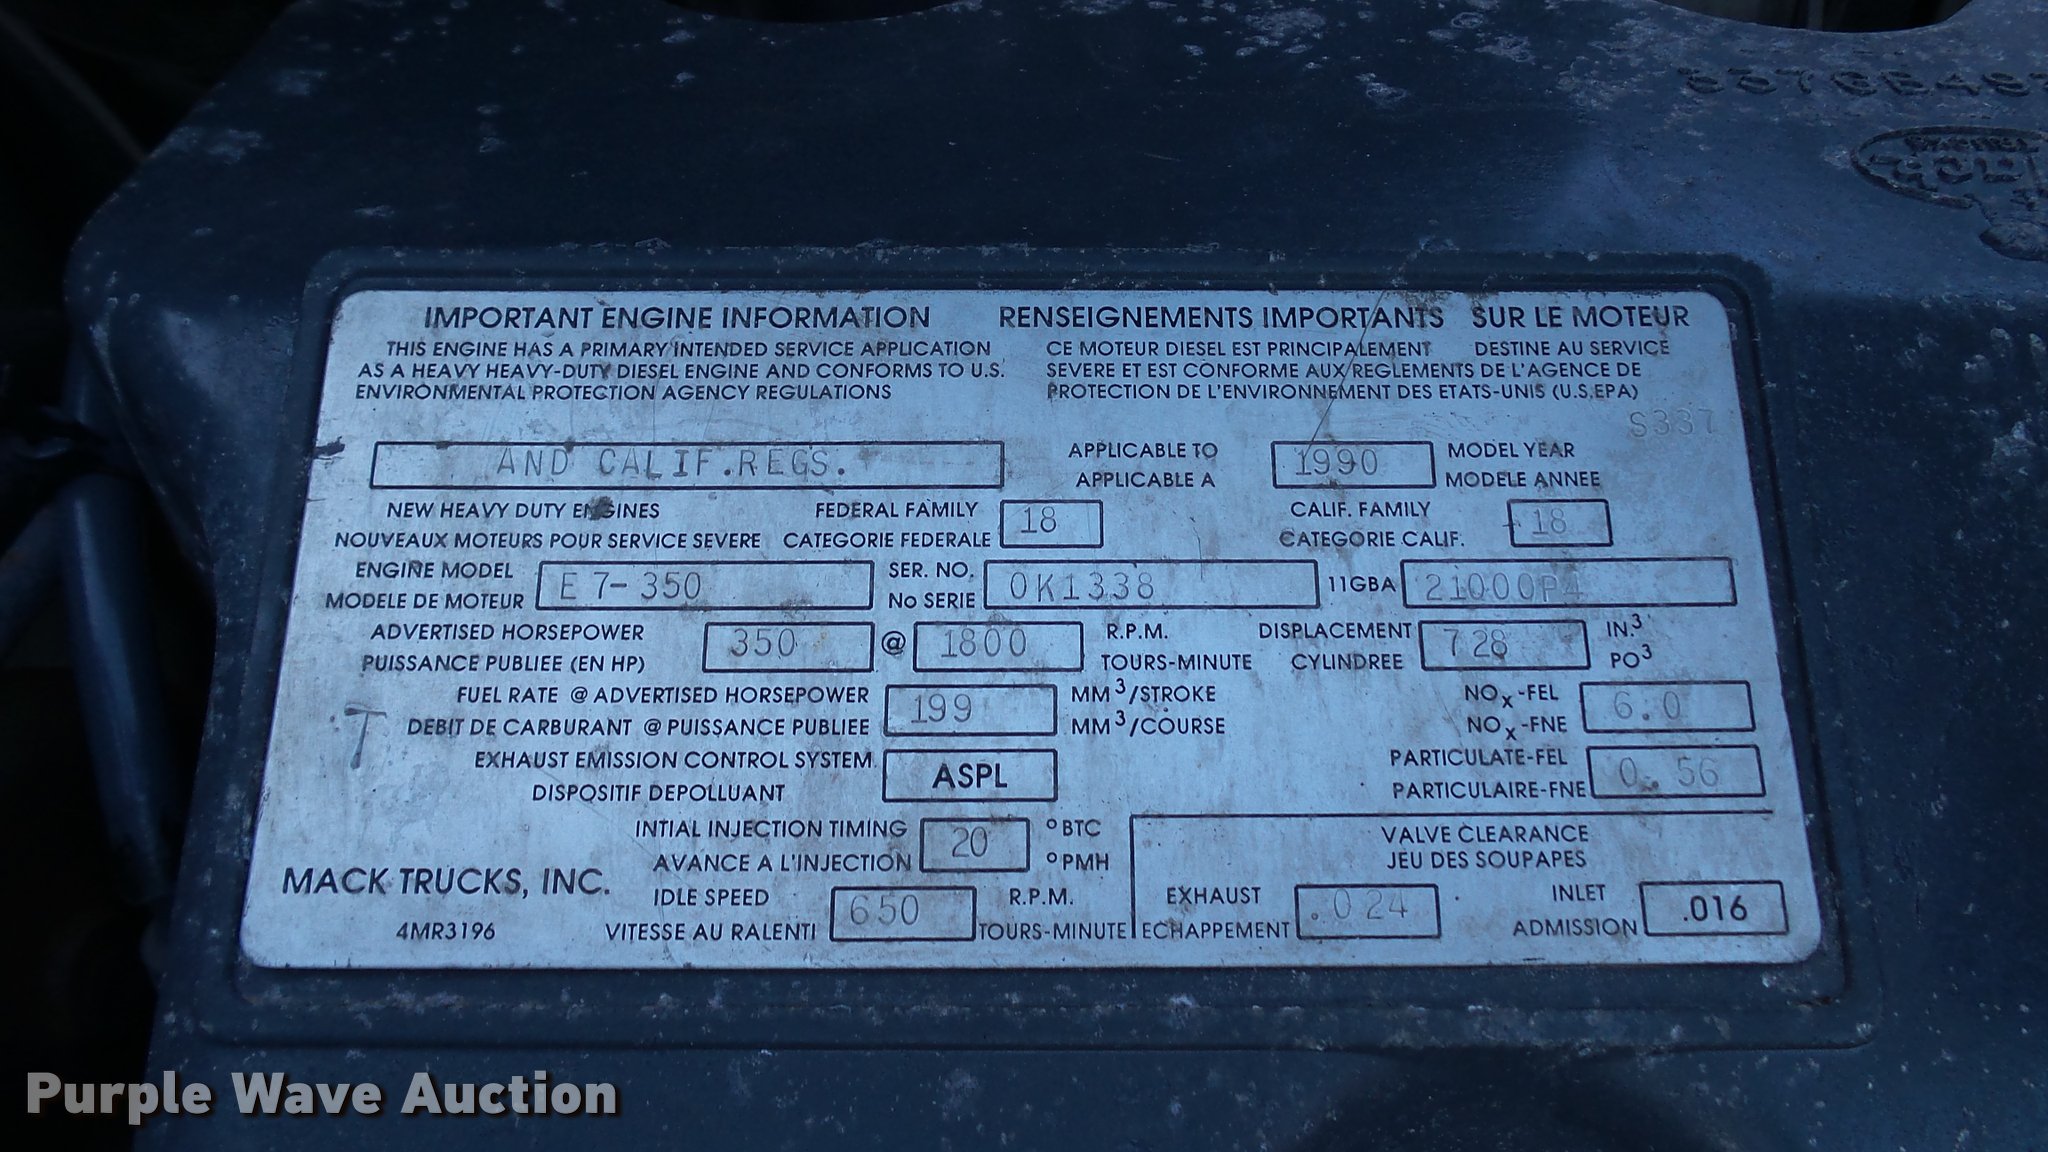 IMPORTANT ENGINE INFORMATION
THIS ENGINE HAS A PRIMARY INTENDED SERVICE APPLICATION
AS A HEAVY HEAVY-DUTY DIESEL ENGINE AND CONFORMS TO U.S.
ENVIRONMENTAL PROTECTION AGENCY REGULATIONS
RENSEIGNEMENTS IMPORTANTS SUR LE MOTEUR
CE MOTEUR DIESEL EST PRINCIPALEMENT DESTINE AU SERVICE
SEVERE ET EST CONFORME AUX REGLEMENTS DE L'AGENCE DE
PROTECTION DE L'ENVIRONNEMENT DES ETATS-UNIS (U.S.EPA)
S337
AND CALIF.REGS.
APPLICABLE TO 1990 MODEL YEAR
APPLICABLE A MODELE ANNEE
NEW HEAVY DUTY ENGINES FEDERAL FAMILY 18 CALIF. FAMILY 18
NOUVEAUX MOTEURS POUR SERVICE SEVERE CATEGORIE FEDERALE CATEGORIE CALIF.
ENGINE MODEL E7-350 SER. NO. 0K1338 11GBA 21000P4
MODELE DE MOTEUR No SERIE
ADVERTISED HORSEPOWER 350 @ 1800 R.P.M. DISPLACEMENT 728 IN.³
PUISSANCE PUBLIEE (EN HP) TOURS-MINUTE CYLINDREE PO³
FUEL RATE @ ADVERTISED HORSEPOWER 199 MM³/STROKE NOx-FEL 6.0
DEBIT DE CARBURANT @ PUISSANCE PUBLIEE MM³/COURSE NOx-FNE
T
EXHAUST EMISSION CONTROL SYSTEM ASPL PARTICULATE-FEL 0.56
DISPOSITIF DEPOLLUANT PARTICULAIRE-FNE
INTIAL INJECTION TIMING 20 °BTC
AVANCE A L'INJECTION °PMH
VALVE CLEARANCE
JEU DES SOUPAPES
MACK TRUCKS, INC.
4MR3196
IDLE SPEED 650 R.P.M.
VITESSE AU RALENTI TOURS-MINUTE
EXHAUST .024 INLET .016
ECHAPPEMENT ADMISSION
Purple Wave Auction